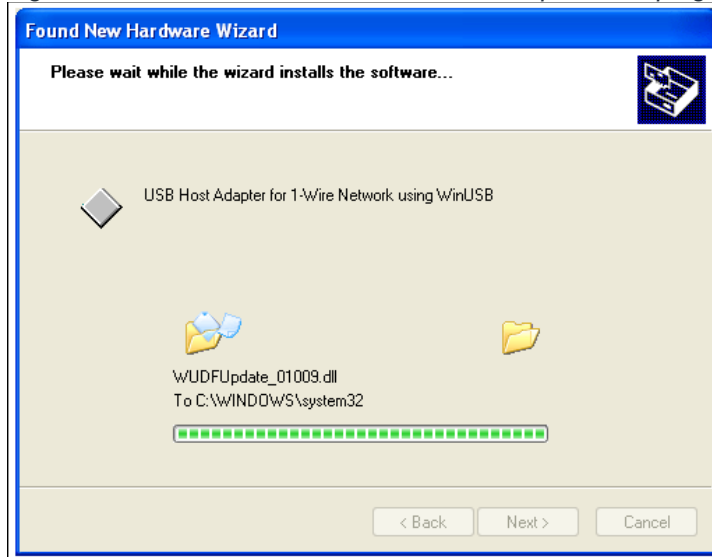 Found New Hardware Wizard
Please wait while the wizard installs the software...
USB Host Adapter for 1-Wire Network using WinUSB
WUDFUpdate_01009.dll
To C:\WINDOWS\system32
< Back
Next >
Cancel